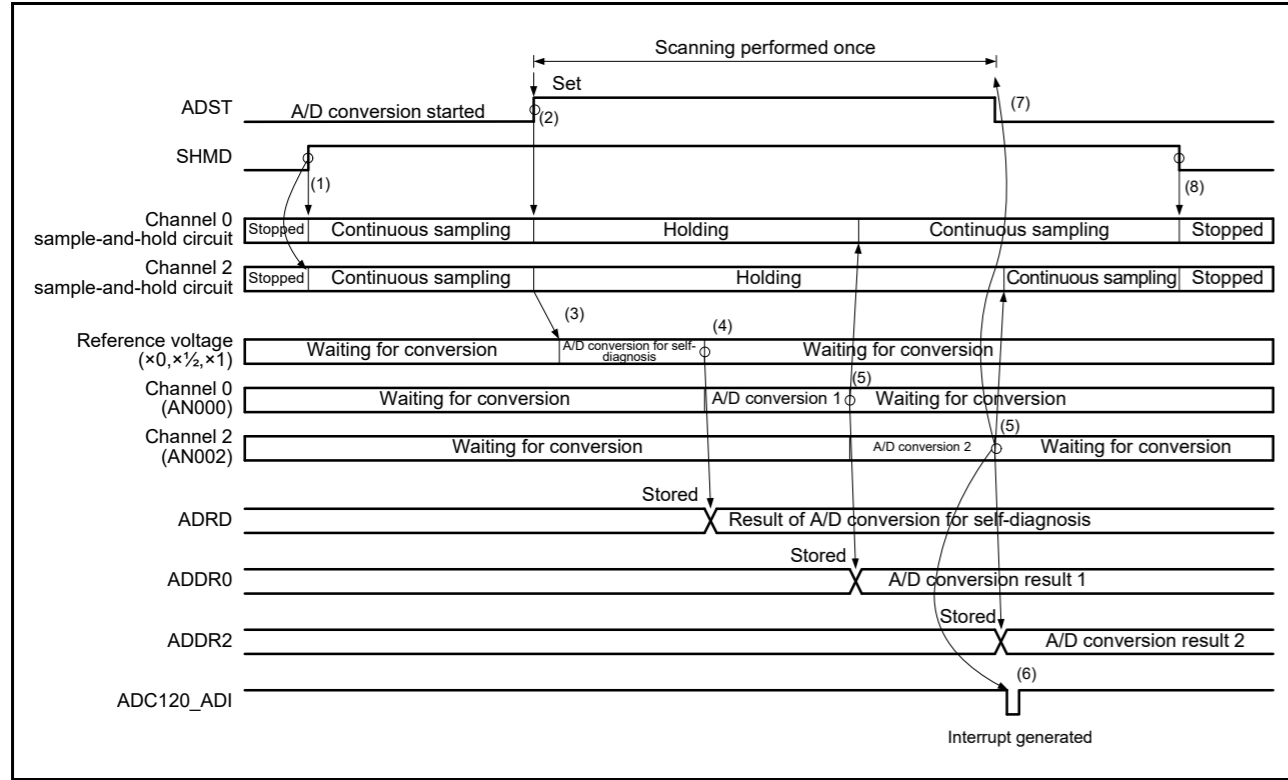 Scanning performed once
Set
ADST
A/D conversion started
(2)
(7)
SHMD
(1)
(8)
Channel 0
sample-and-hold circuit
Stopped
Continuous sampling
Holding
Continuous sampling
Stopped
Channel 2
sample-and-hold circuit
Stopped
Continuous sampling
Holding
Continuous sampling
Stopped
(3)
(4)
Reference voltage
(×0,×½,×1)
Waiting for conversion
A/D conversion for self-
diagnosis
Waiting for conversion
Channel 0
(AN000)
Waiting for conversion
A/D conversion 1
(5)
Waiting for conversion
Channel 2
(AN002)
Waiting for conversion
A/D conversion 2
(5)
Waiting for conversion
Stored
ADRD
Result of A/D conversion for self-diagnosis
Stored
ADDR0
A/D conversion result 1
Stored
ADDR2
A/D conversion result 2
(6)
ADC120_ADI
Interrupt generated